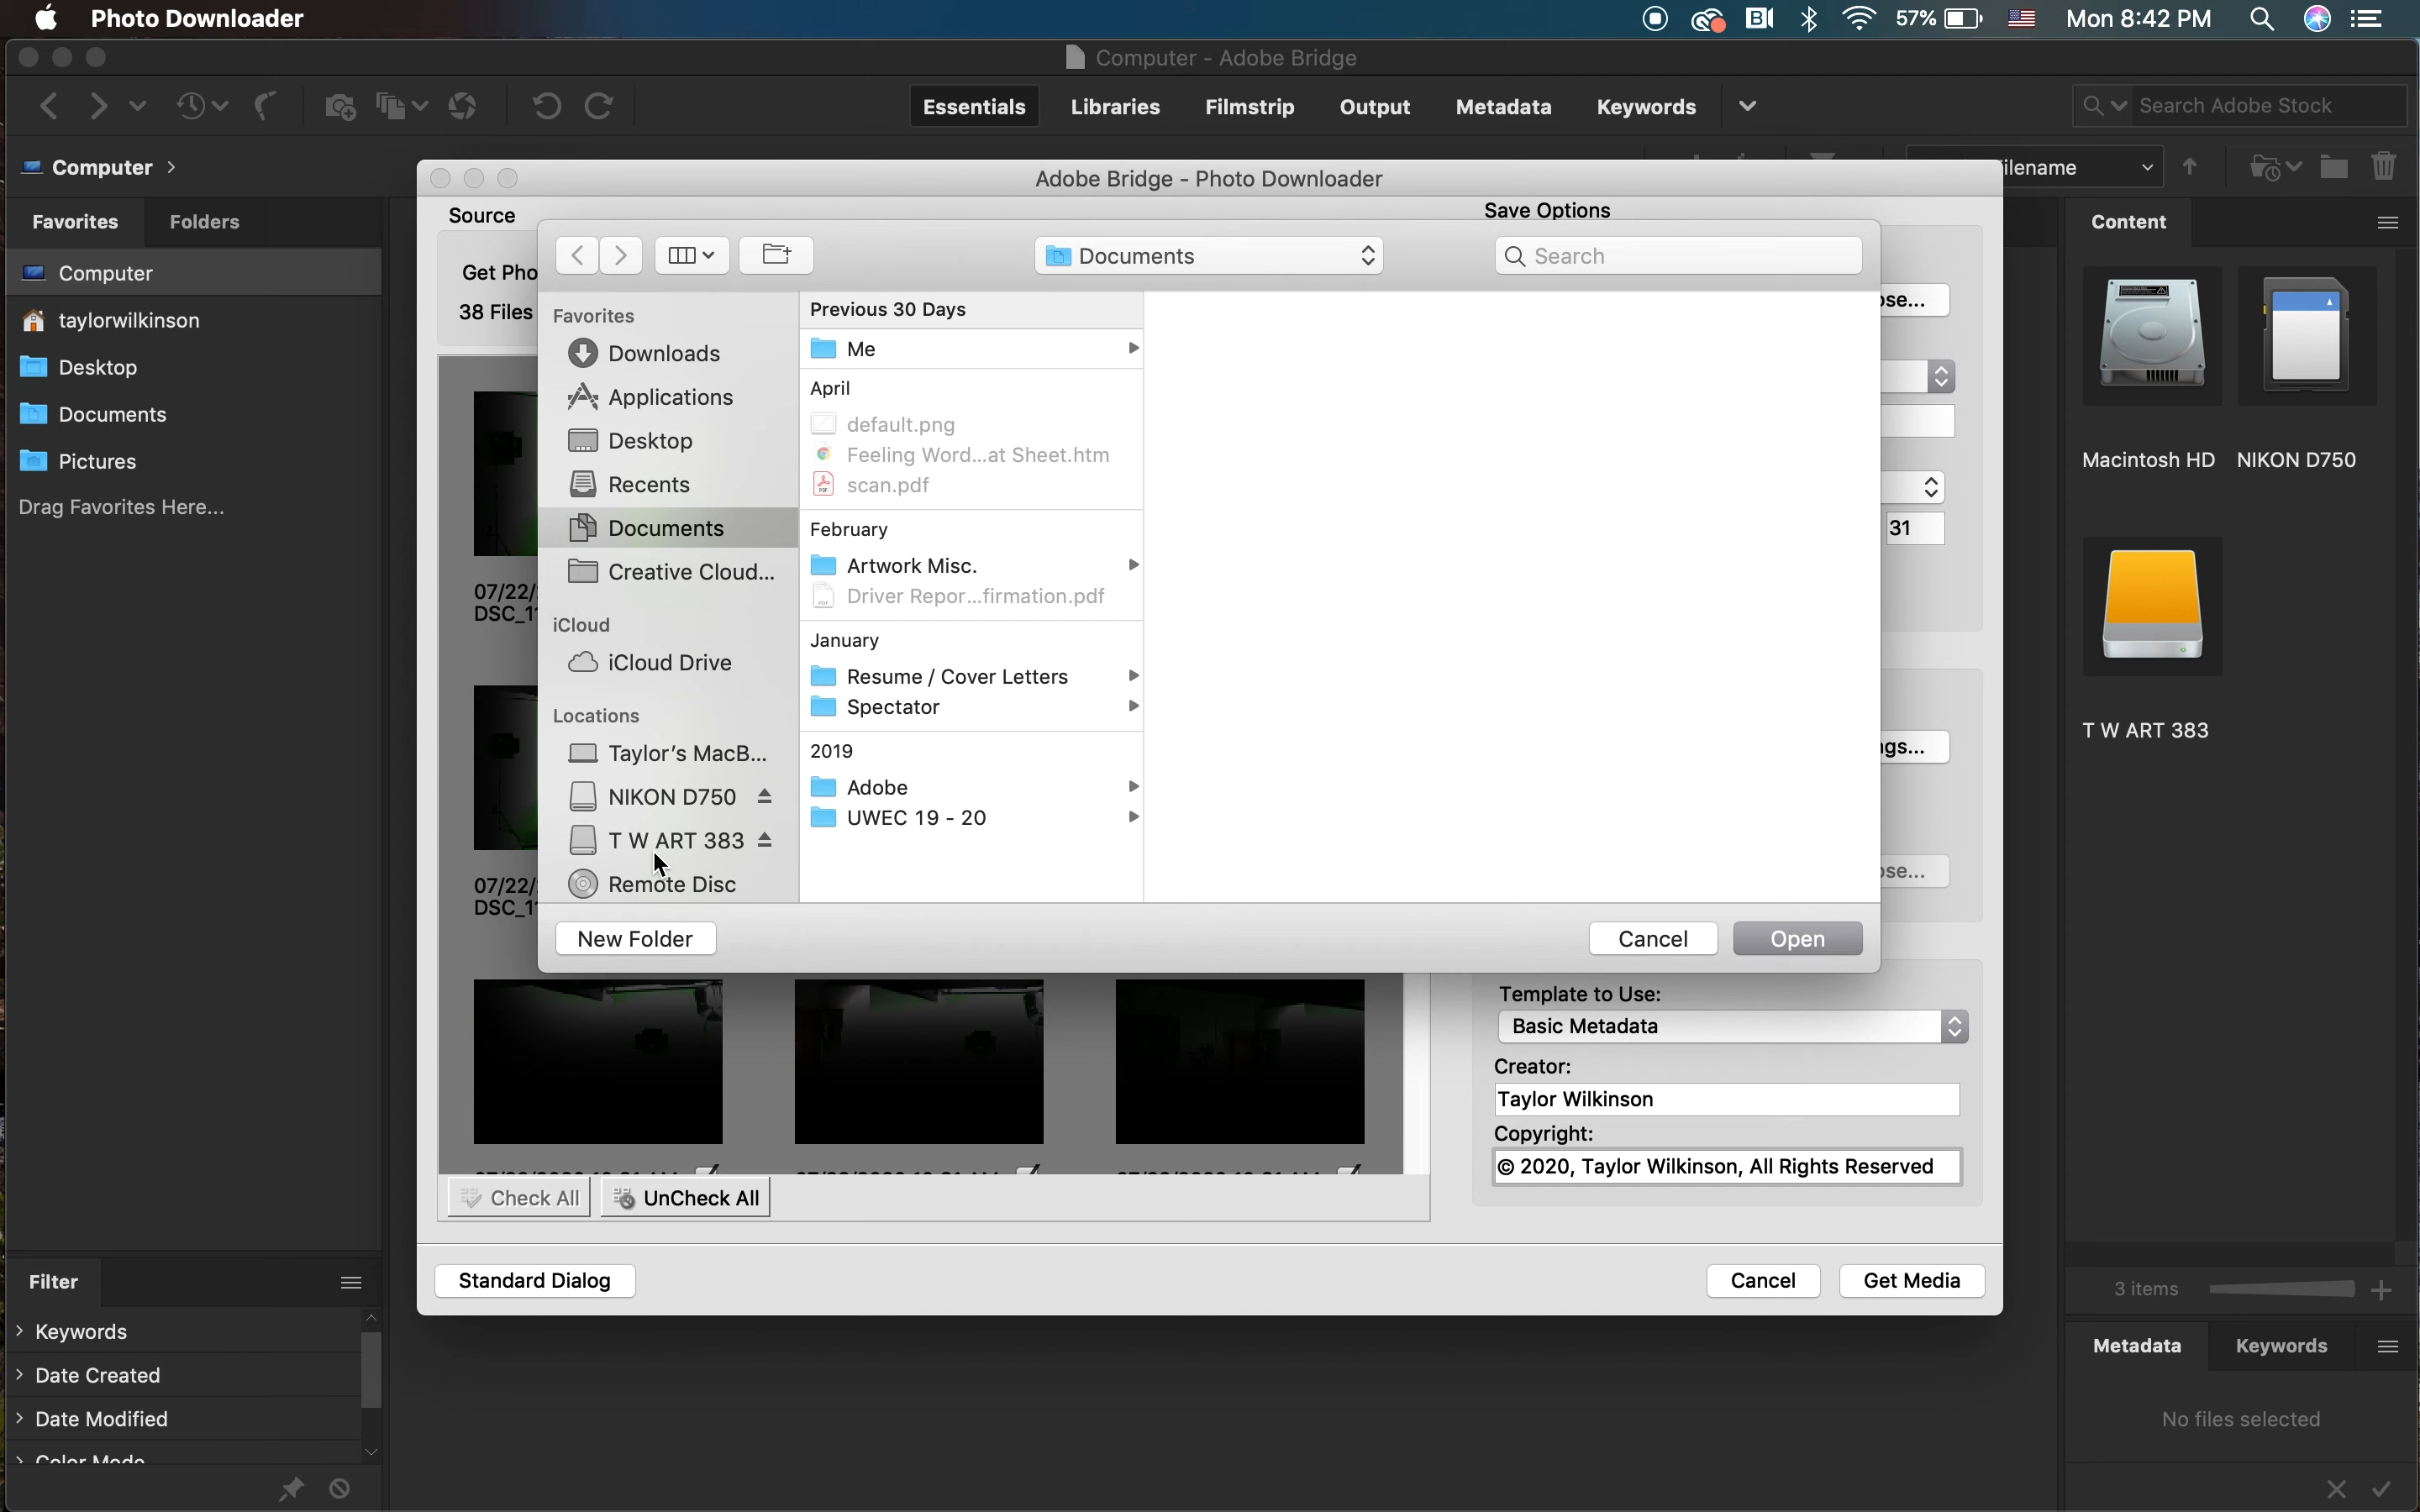 Photo Downloader
57%
Mon 8:42 PM
Computer - Adobe Bridge
Essentials
Libraries
Filmstrip
Output
Metadata
Keywords
Search Adobe Stock
Computer
Adobe Bridge - Photo Downloader
Favorites
Folders
Computer
taylorwilkinson
Desktop
Documents
Pictures
Drag Favorites Here...
Source
38 Files
Save Options
Documents
Search
Favorites
Downloads
Applications
Desktop
Recents
Documents
Creative Cloud...
iCloud
iCloud Drive
Locations
Taylor's MacB...
NIKON D750
T W ART 383
Remote Disc
Previous 30 Days
Me
April
default.png
Feeling Word...at Sheet.htm
scan.pdf
February
Artwork Misc.
Driver Repor...firmation.pdf
January
Resume / Cover Letters
Spectator
2019
Adobe
UWEC 19 - 20
31
New Folder
Cancel
Open
Template to Use:
Basic Metadata
Creator:
Taylor Wilkinson
Copyright:
© 2020, Taylor Wilkinson, All Rights Reserved
Check All
UnCheck All
Standard Dialog
Cancel
Get Media
Content
Macintosh HD
NIKON D750
T W ART 383
3 items
Metadata
Keywords
No files selected
Filter
Keywords
Date Created
Date Modified